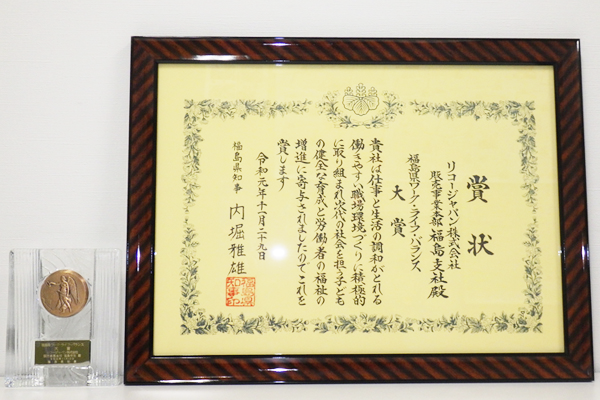 賞状
リコージャパン株式会社
販売事業本部 福島支社殿
福島県ワーク・ライフ・バランス
大賞
貴社は仕事と生活の調和がとれる
働きやすい職場環境づくりに積極的
に取り組まれ次代の社会を担う子ども
の健全な育成と労働者の福祉の
増進に寄与されましたのでこれを
賞します
令和元年十一月二十九日
福島県知事 内堀雅雄